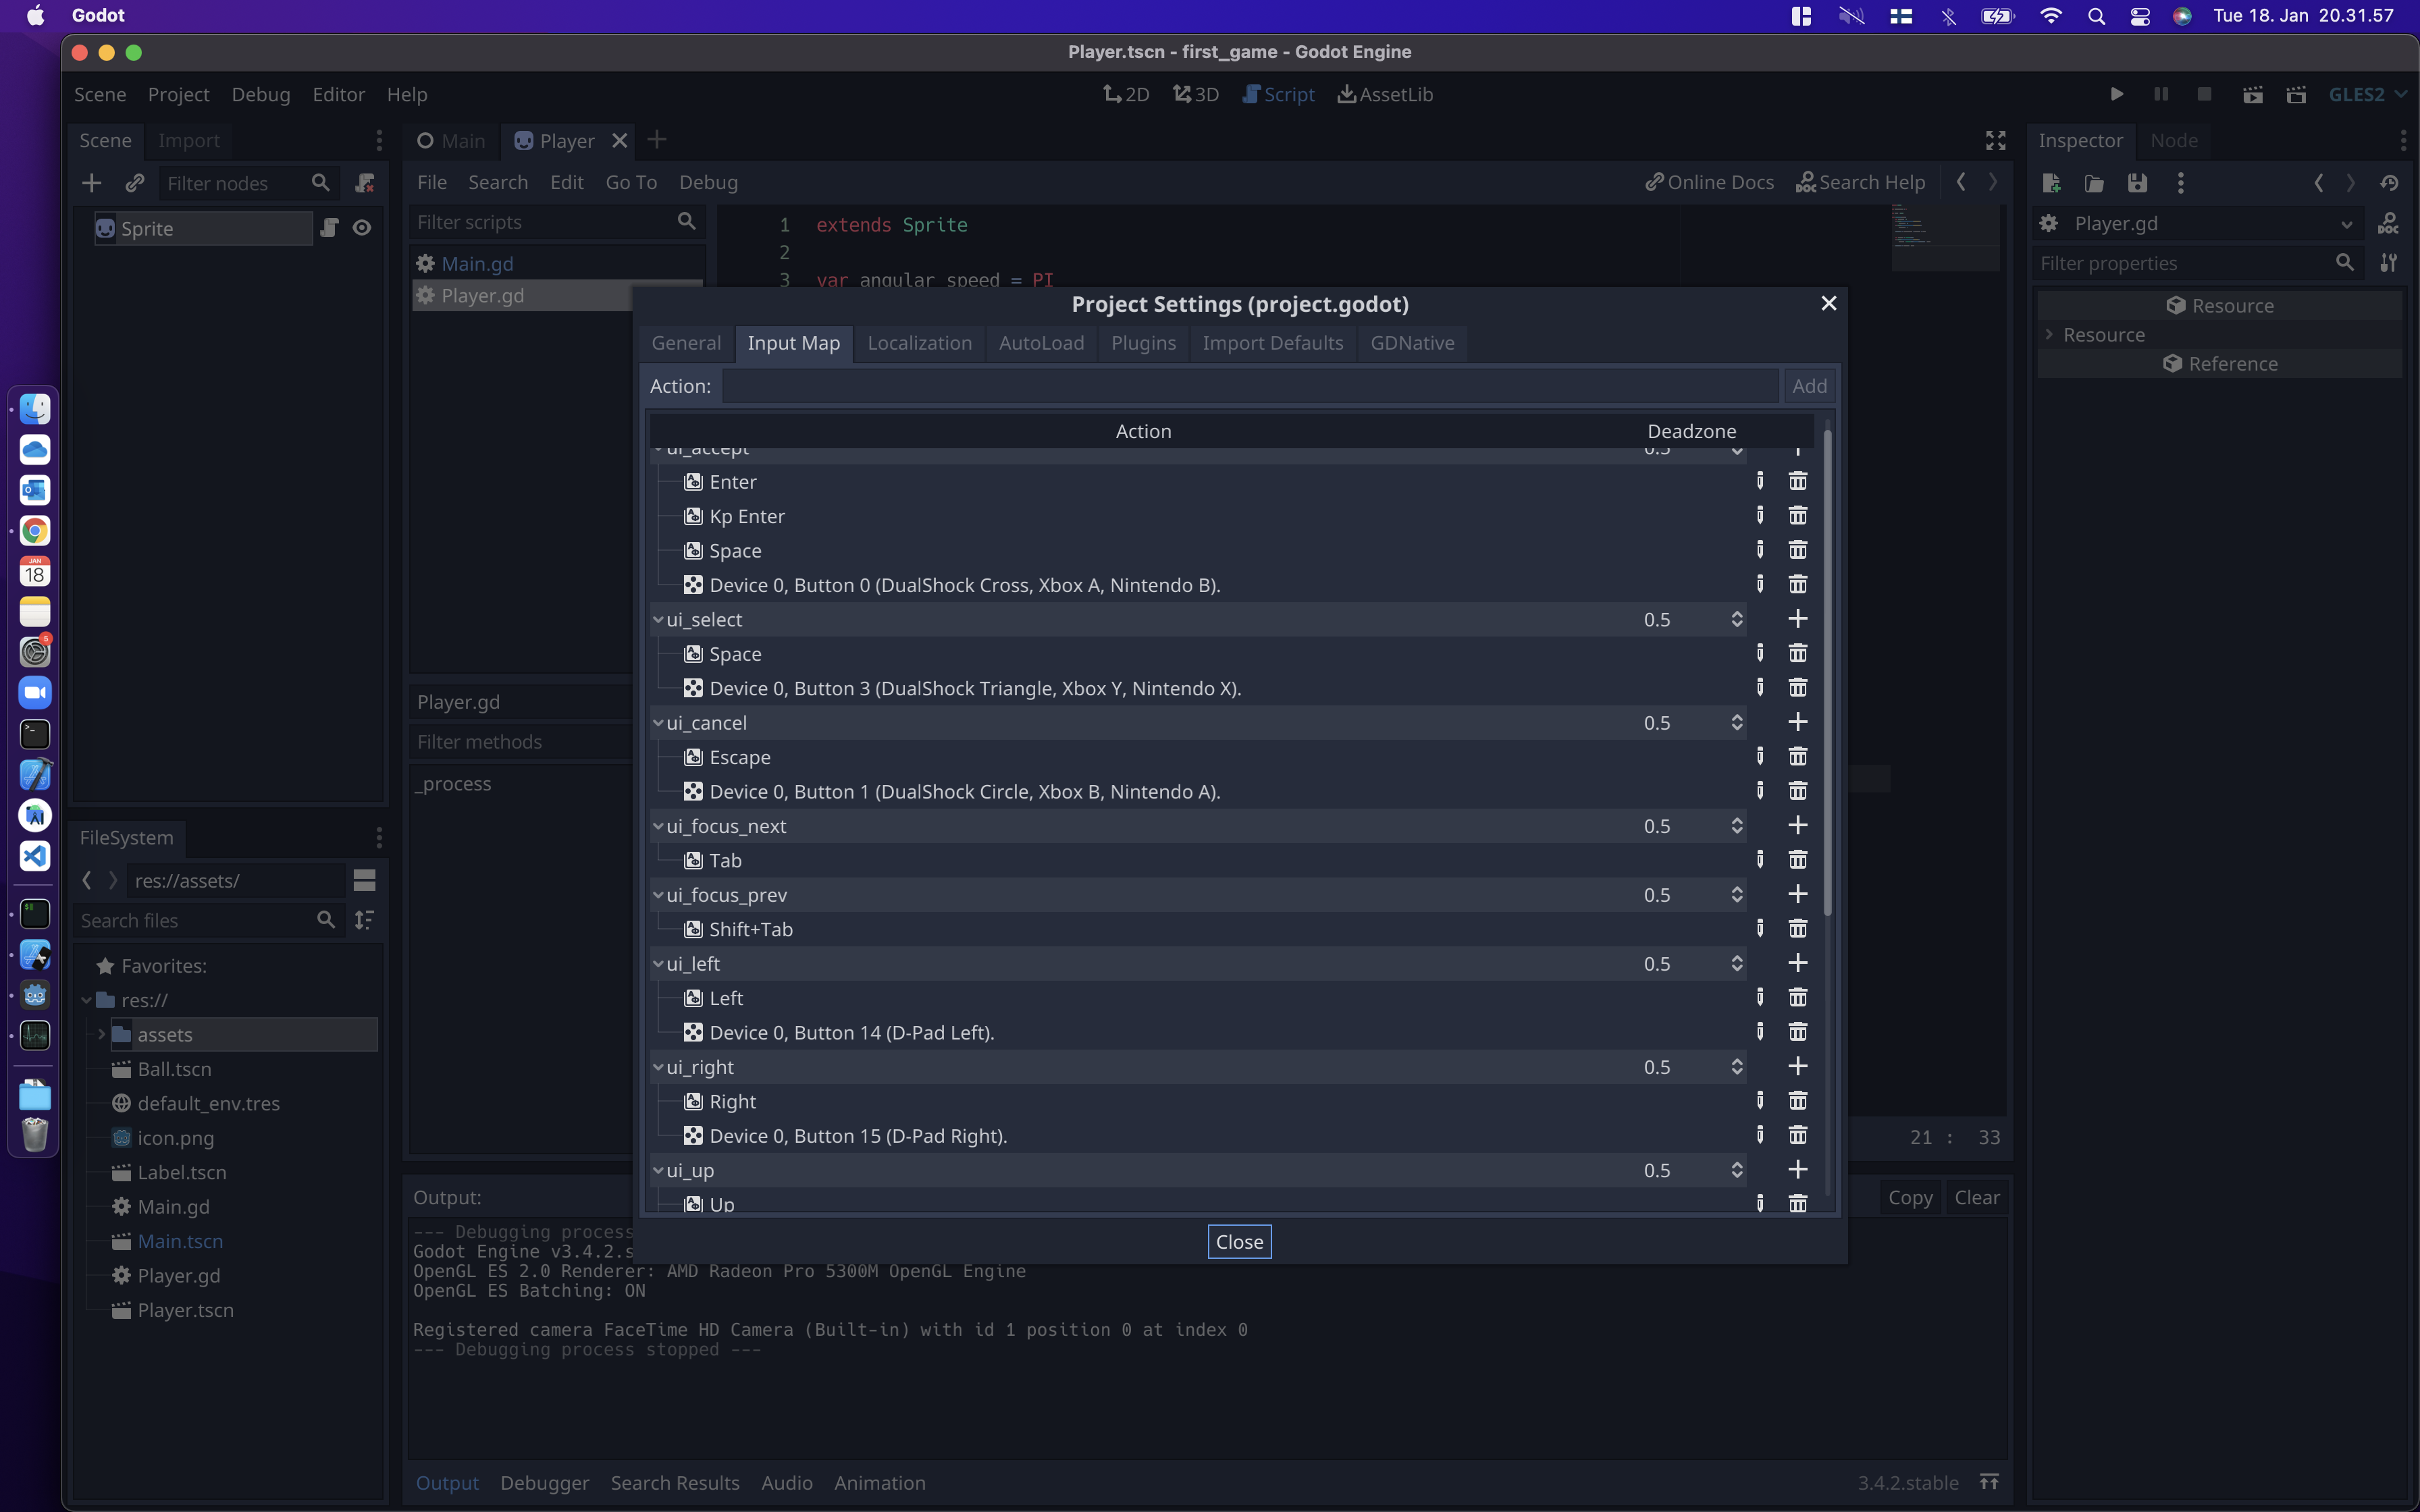 Godot
Tue 18. Jan 20.31.57
Player.tscn - first_game - Godot Engine
Scene Project Debug Editor Help
2D 3D Script AssetLib
GLES2
Scene Import
Main Player
Inspector Node
Filter nodes
File Search Edit Go To Debug
Online Docs Search Help
Sprite
Filter scripts
Main.gd
Player.gd
1 extends Sprite
2
3 var angular_speed = PI
Player.gd
Filter properties
Resource
Resource
Reference
Project Settings (project.godot)
General Input Map Localization AutoLoad Plugins Import Defaults GDNative
Action: Add
Action Deadzone
ui_accept 0.5
Enter
Kp Enter
Space
Device 0, Button 0 (DualShock Cross, Xbox A, Nintendo B).
ui_select 0.5
Space
Device 0, Button 3 (DualShock Triangle, Xbox Y, Nintendo X).
ui_cancel 0.5
Escape
Device 0, Button 1 (DualShock Circle, Xbox B, Nintendo A).
ui_focus_next 0.5
Tab
ui_focus_prev 0.5
Shift+Tab
ui_left 0.5
Left
Device 0, Button 14 (D-Pad Left).
ui_right 0.5
Right
Device 0, Button 15 (D-Pad Right).
ui_up 0.5
Up
Close
JAN
18
5
Player.gd
Filter methods
_process
21 : 33
FileSystem
res://assets/
Search files
Favorites:
res://
assets
Ball.tscn
default_env.tres
icon.png
Label.tscn
Main.gd
Main.tscn
Player.gd
Player.tscn
Output:
Copy Clear
--- Debugging process
Godot Engine v3.4.2.s
OpenGL ES 2.0 Renderer: AMD Radeon Pro 5300M OpenGL Engine
OpenGL ES Batching: ON
Registered camera FaceTime HD Camera (Built-in) with id 1 position 0 at index 0
--- Debugging process stopped ---
Output Debugger Search Results Audio Animation
3.4.2.stable